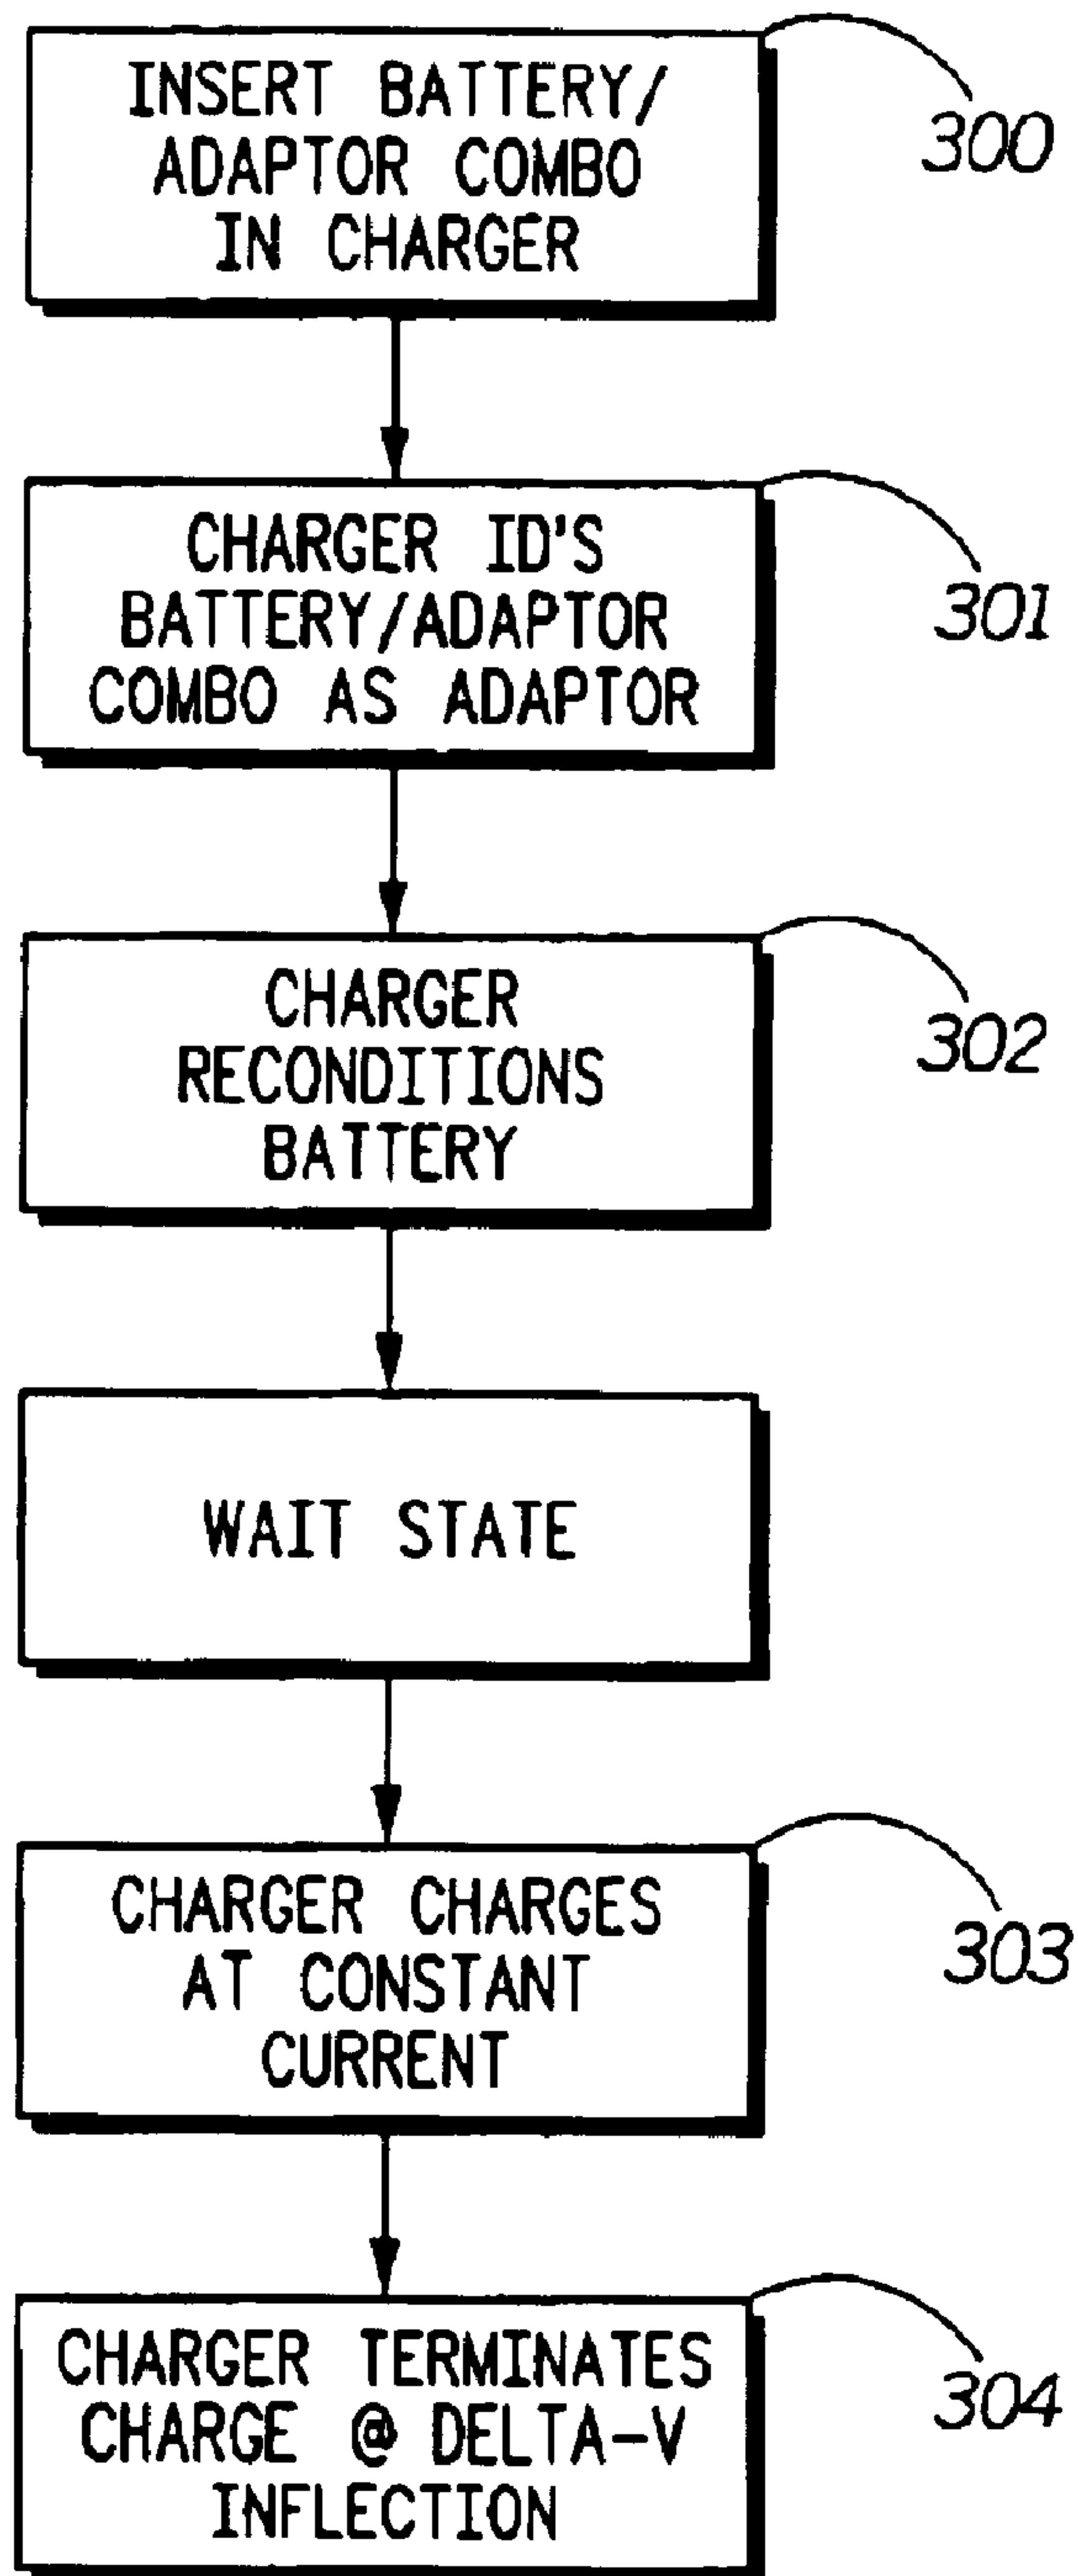 INSERT BATTERY/
ADAPTOR COMBO
IN CHARGER
300
CHARGER ID'S
BATTERY/ADAPTOR
COMBO AS ADAPTOR
301
CHARGER
RECONDITIONS
BATTERY
302
WAIT STATE
CHARGER CHARGES
AT CONSTANT
CURRENT
303
CHARGER TERMINATES
CHARGE @ DELTA-V
INFLECTION
304